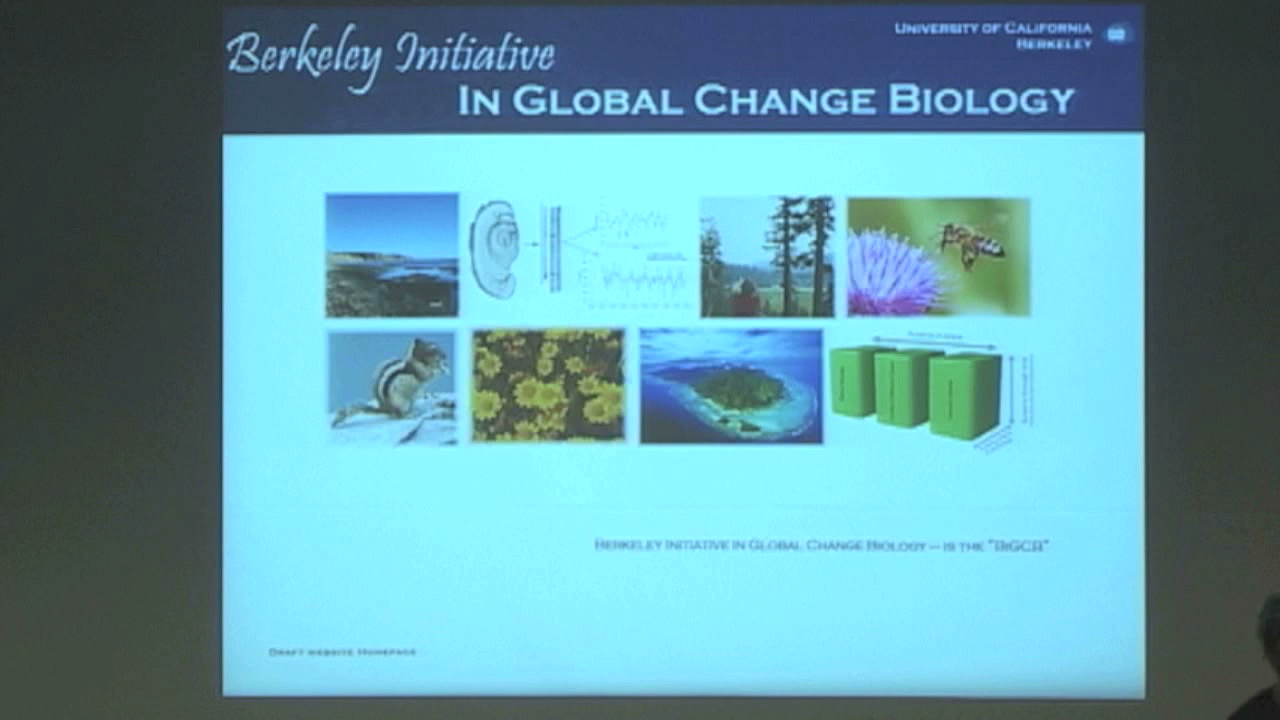 Berkeley Initiative
UNIVERSITY OF CALIFORNIA
BERKELEY
IN GLOBAL CHANGE BIOLOGY
BERKELEY INITIATIVE IN GLOBAL CHANGE BIOLOGY – IS THE "BIGCB"
DRAFT WEBSITE HOMEPAGE